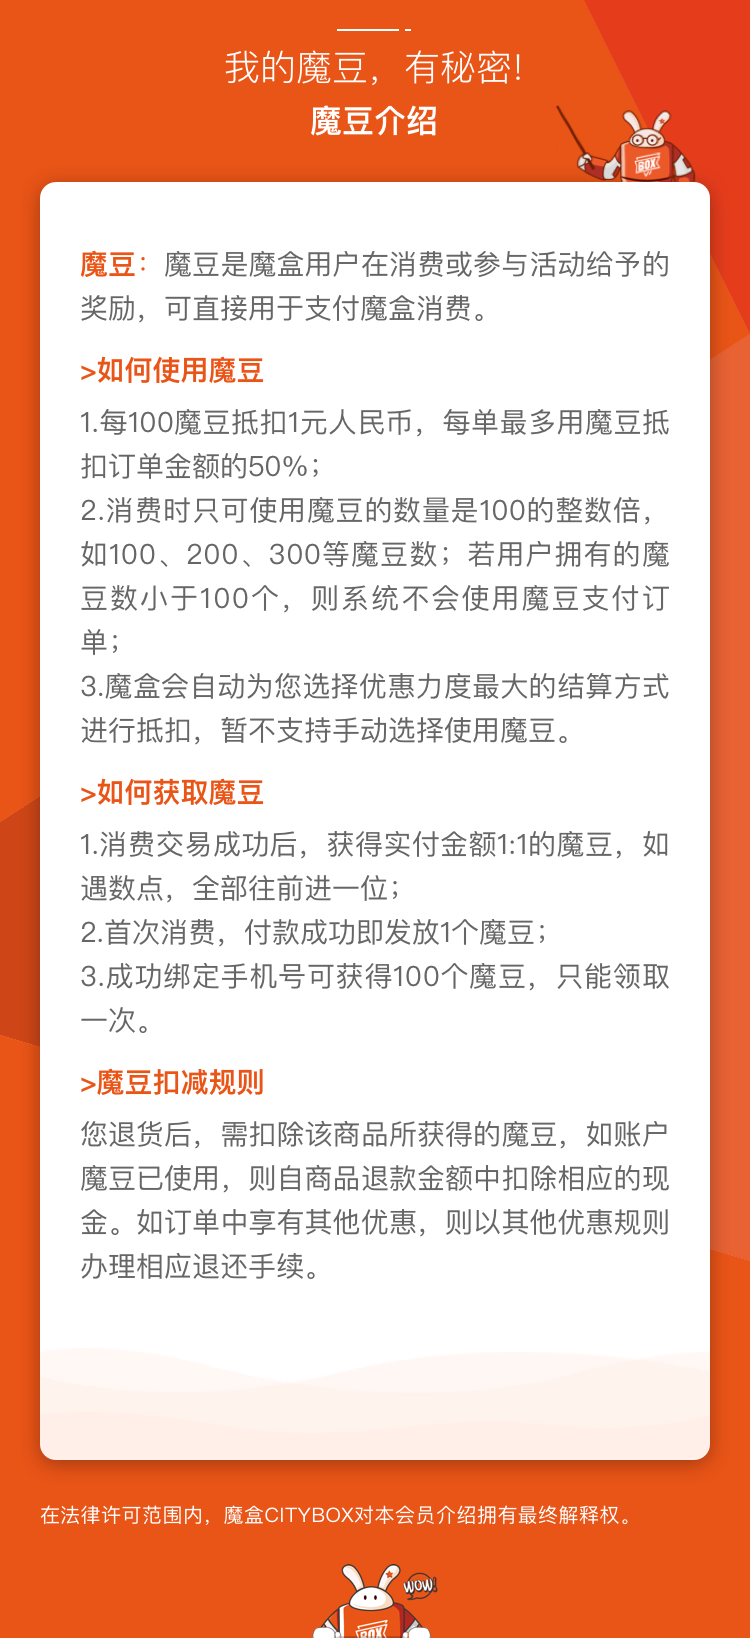 我的魔豆，有秘密!
魔豆介绍
BOX
魔豆：魔豆是魔盒用户在消费或参与活动给予的
奖励，可直接用于支付魔盒消费。
>如何使用魔豆
1.每100魔豆抵扣1元人民币，每单最多用魔豆抵
扣订单金额的50%；
2.消费时只可使用魔豆的数量是100的整数倍，
如100、200、300等魔豆数；若用户拥有的魔
豆数小于100个，则系统不会使用魔豆支付订
单；
3.魔盒会自动为您选择优惠力度最大的结算方式
进行抵扣，暂不支持手动选择使用魔豆。
>如何获取魔豆
1.消费交易成功后，获得实付金额1:1的魔豆，如
遇数点，全部往前进一位；
2.首次消费，付款成功即发放1个魔豆；
3.成功绑定手机号可获得100个魔豆，只能领取
一次。
>魔豆扣减规则
您退货后，需扣除该商品所获得的魔豆，如账户
魔豆已使用，则自商品退款金额中扣除相应的现
金。如订单中享有其他优惠，则以其他优惠规则
办理相应退还手续。
在法律许可范围内，魔盒CITYBOX对本会员介绍拥有最终解释权。
WOW!
BOX